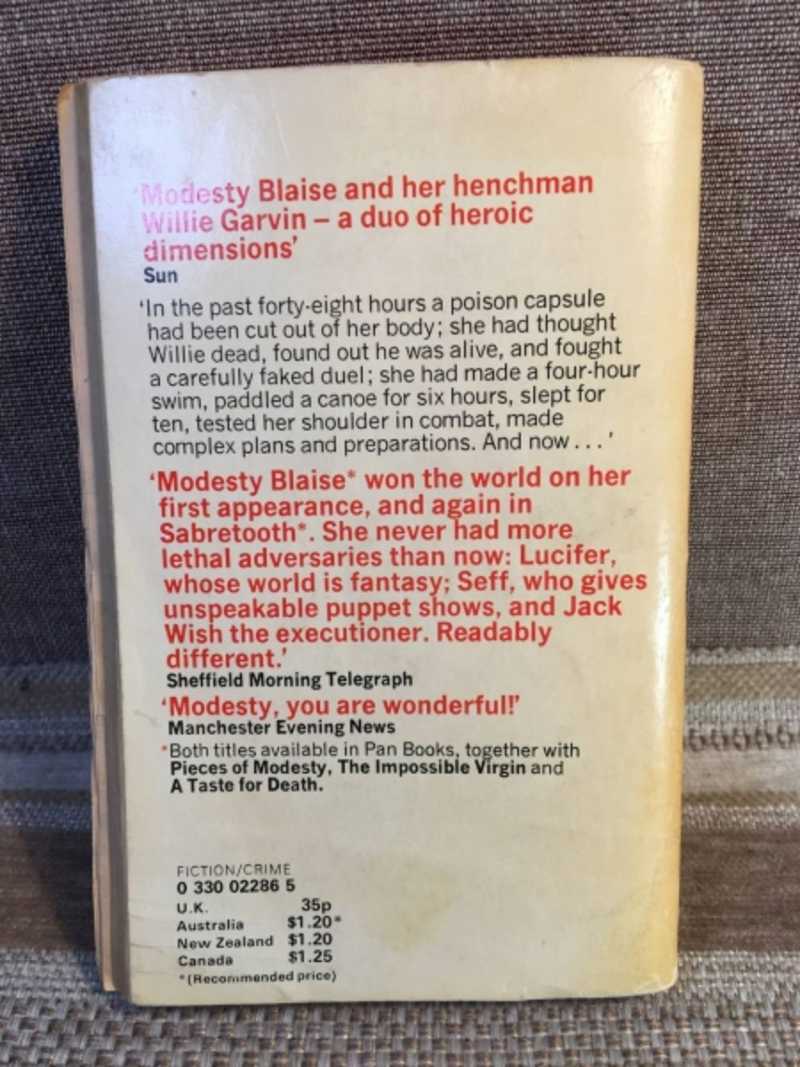 'Modesty Blaise and her henchman
Willie Garvin – a duo of heroic
dimensions'
Sun
'In the past forty-eight hours a poison capsule
had been cut out of her body; she had thought
Willie dead, found out he was alive, and fought
a carefully faked duel; she had made a four-hour
swim, paddled a canoe for six hours, slept for
ten, tested her shoulder in combat, made
complex plans and preparations. And now . . . '
'Modesty Blaise* won the world on her
first appearance, and again in
Sabretooth*. She never had more
lethal adversaries than now: Lucifer,
whose world is fantasy; Seff, who gives
unspeakable puppet shows, and Jack
Wish the executioner. Readably
different.'
Sheffield Morning Telegraph
'Modesty, you are wonderful!'
Manchester Evening News
*Both titles available in Pan Books, together with
Pieces of Modesty, The Impossible Virgin and
A Taste for Death.
FICTION/CRIME
0 330 02286 5
U.K. 35p
Australia $1.20*
New Zealand $1.20
Canada $1.25
*(Recommended price)